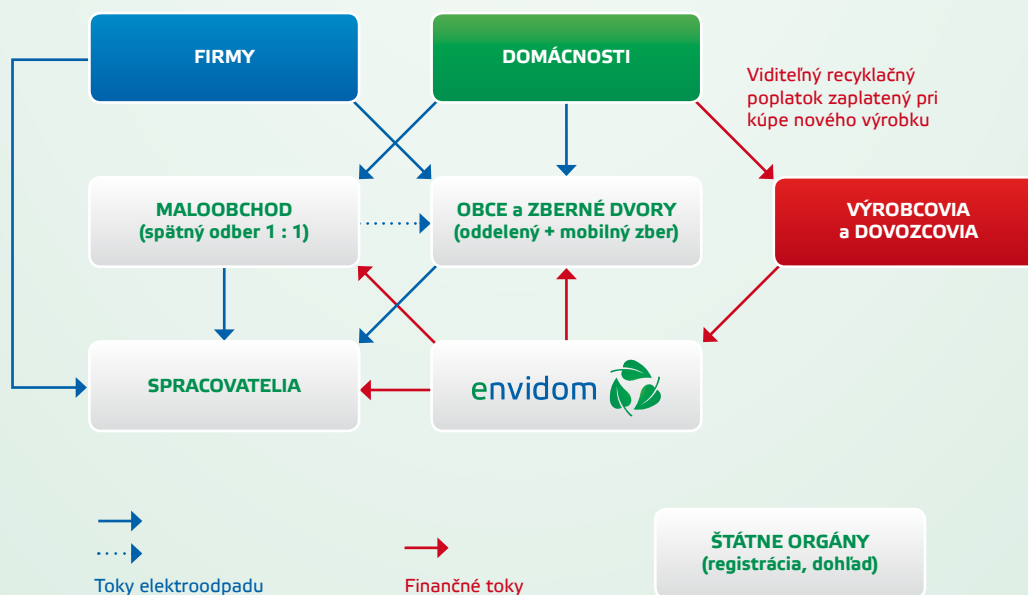 FIRMY
DOMÁCNOSTI
Viditeľný recyklačný
poplatok zaplatený pri
kúpe nového výrobku
MALOOBCHOD
(spätný odber 1 : 1)
OBCE a ZBERNÉ DVORY
(oddelený + mobilný zber)
VÝROBCOVIA
a DOVOZCOVIA
SPRACOVATELIA
envidom
Toky elektroodpadu
Finančné toky
ŠTÁTNE ORGÁNY
(registrácia, dohľad)